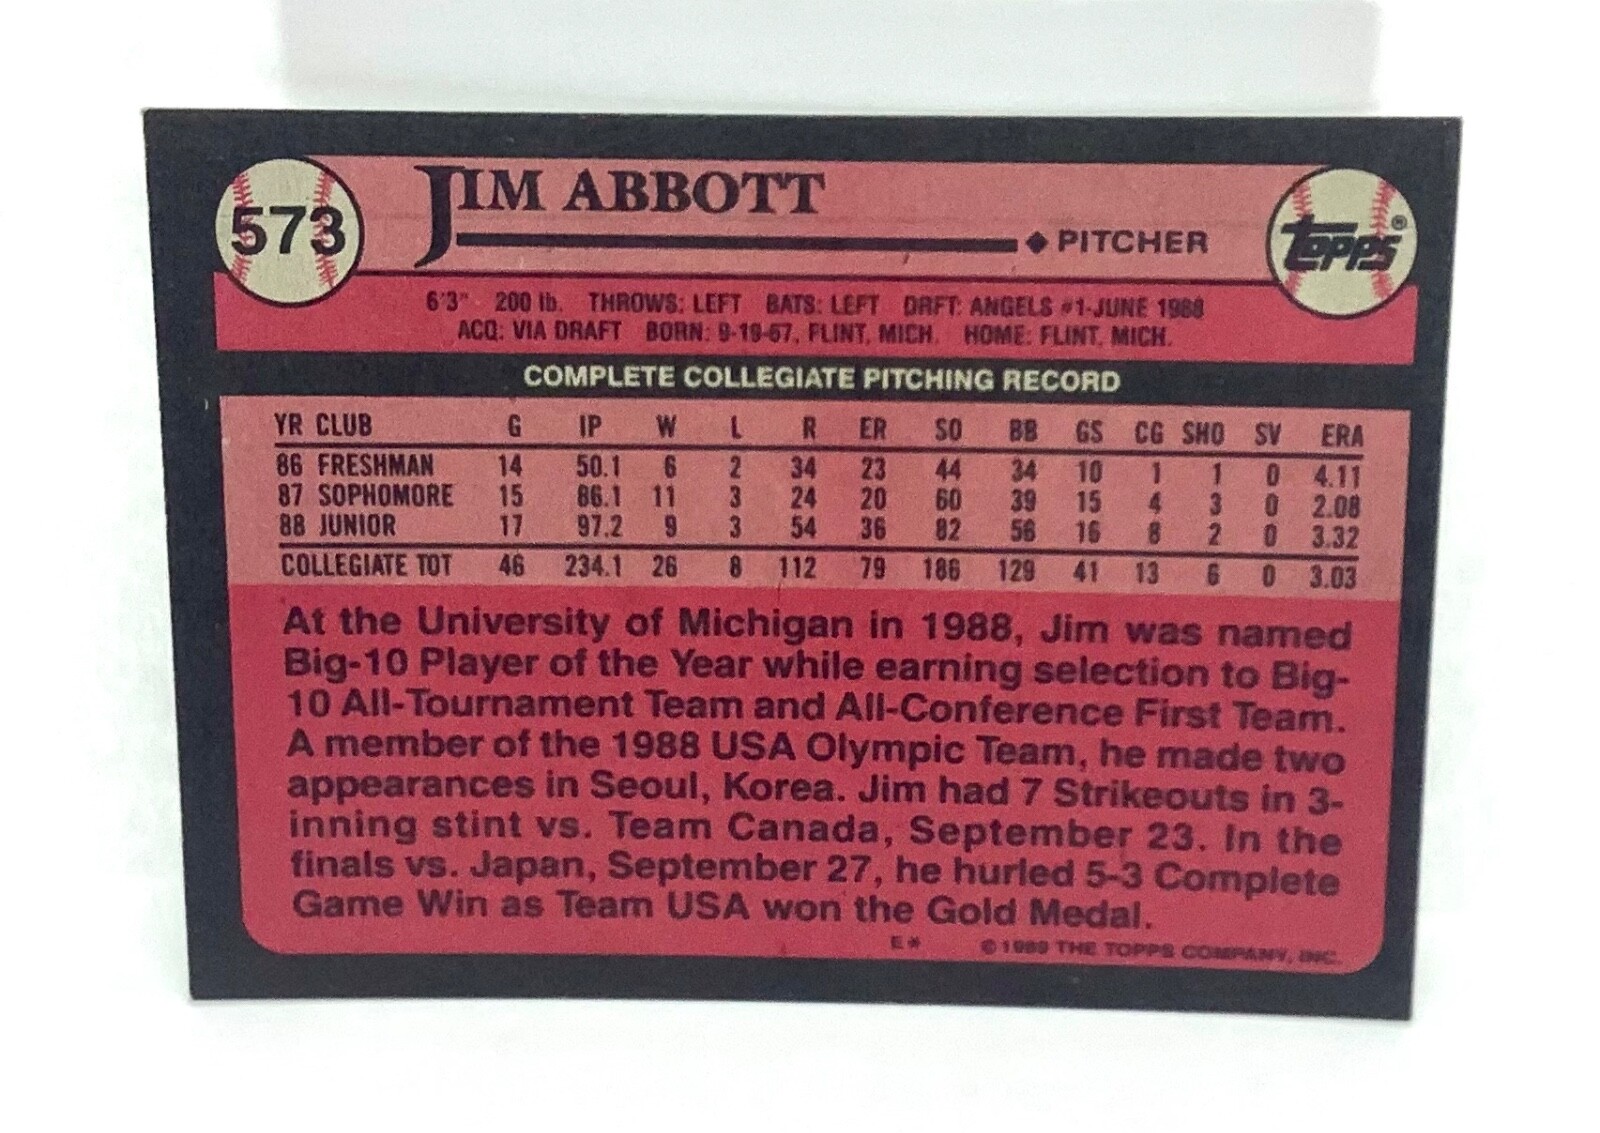 573
JIM ABBOTT
PITCHER
TOPPS®
6'3" 200 lb. THROWS: LEFT BATS: LEFT DRFT: ANGELS #1-JUNE 1988
ACQ: VIA DRAFT BORN: 9-19-67, FLINT, MICH. HOME: FLINT, MICH.
COMPLETE COLLEGIATE PITCHING RECORD
YR CLUB G IP W L R ER SO BB GS CG SHO SV ERA
86 FRESHMAN 14 50.1 6 2 34 23 44 34 10 1 1 0 4.11
87 SOPHOMORE 15 86.1 11 3 24 20 60 39 15 4 3 0 2.08
88 JUNIOR 17 97.2 9 3 54 36 82 56 16 8 2 0 3.32
COLLEGIATE TOT 46 234.1 26 8 112 79 186 129 41 13 6 0 3.03
At the University of Michigan in 1988, Jim was named
Big-10 Player of the Year while earning selection to Big-
10 All-Tournament Team and All-Conference First Team.
A member of the 1988 USA Olympic Team, he made two
appearances in Seoul, Korea. Jim had 7 Strikeouts in 3-
inning stint vs. Team Canada, September 23. In the
finals vs. Japan, September 27, he hurled 5-3 Complete
Game Win as Team USA won the Gold Medal.
E* © 1989 THE TOPPS COMPANY, INC.